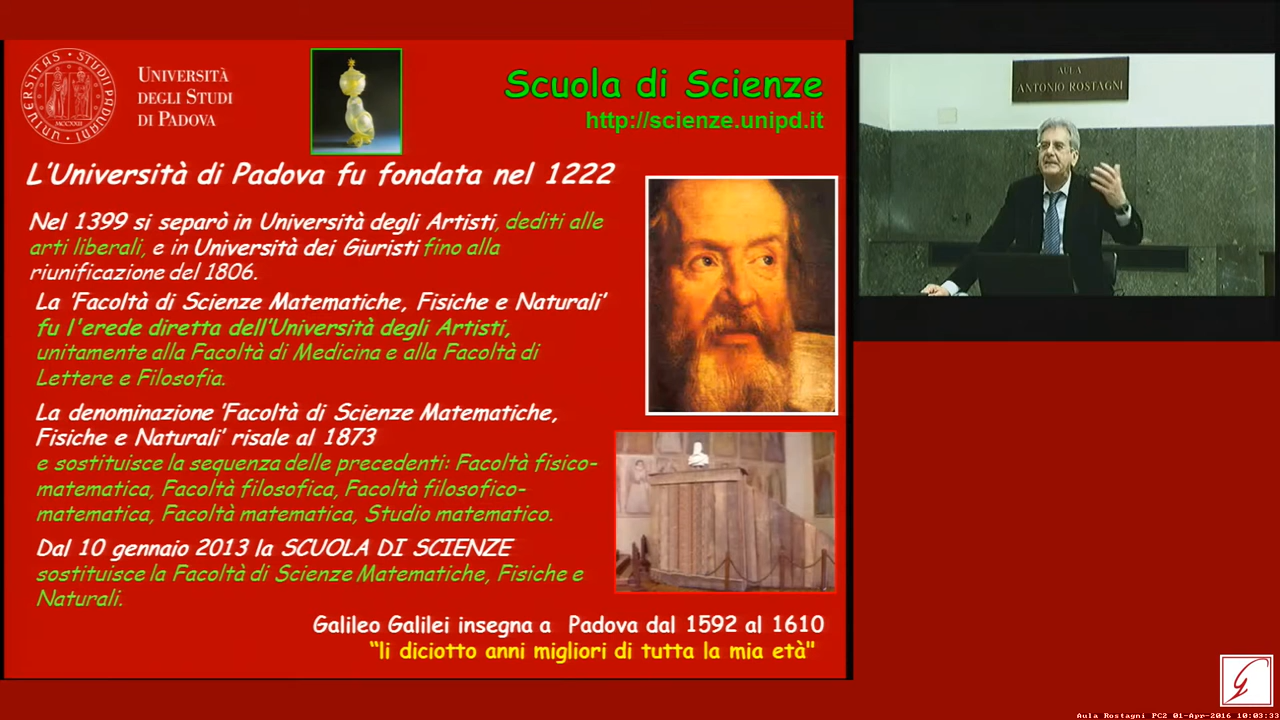 UNIVERSITÀ
DEGLI STUDI
DI PADOVA
UNIVERSITAS STUDII PADUANI
MCCXXII
Scuola di Scienze
http://scienze.unipd.it
L'Università di Padova fu fondata nel 1222
Nel 1399 si separò in Università degli Artisti, dediti alle
arti liberali, e in Università dei Giuristi fino alla
riunificazione del 1806.
La 'Facoltà di Scienze Matematiche, Fisiche e Naturali'
fu l'erede diretta dell'Università degli Artisti,
unitamente alla Facoltà di Medicina e alla Facoltà di
Lettere e Filosofia.
La denominazione 'Facoltà di Scienze Matematiche,
Fisiche e Naturali' risale al 1873
e sostituisce la sequenza delle precedenti: Facoltà fisico-
matematica, Facoltà filosofica, Facoltà filosofico-
matematica, Facoltà matematica, Studio matematico.
Dal 10 gennaio 2013 la SCUOLA DI SCIENZE
sostituisce la Facoltà di Scienze Matematiche, Fisiche e
Naturali.
Galileo Galilei insegna a Padova dal 1592 al 1610
“li diciotto anni migliori di tutta la mia età"
AULA
ANTONIO ROSTAGNI
Aula Rostagni PC2 01-Apr-2016 10:03:33